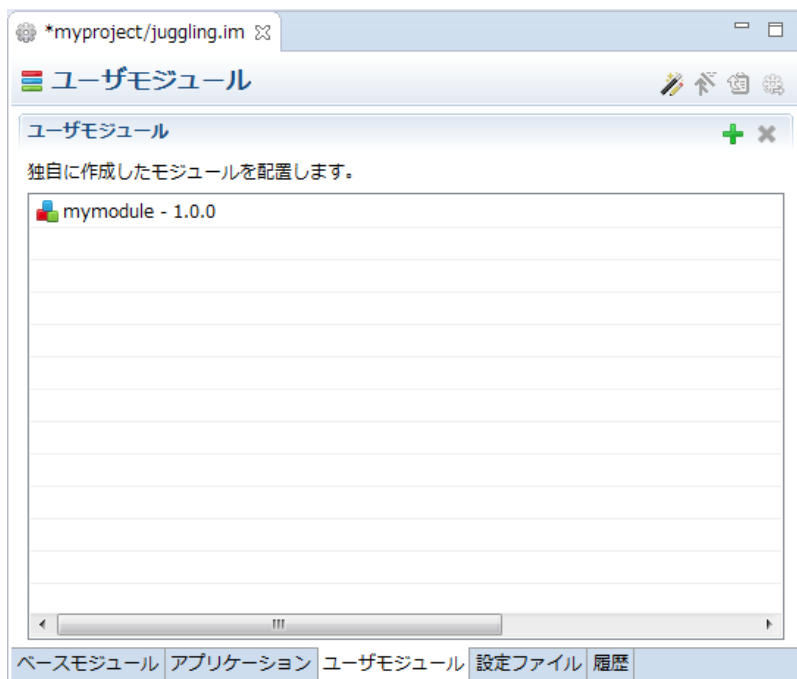 *myproject/juggling.im
ユーザモジュール
ユーザモジュール
独自に作成したモジュールを配置します。
mymodule - 1.0.0
ベースモジュール アプリケーション ユーザモジュール 設定ファイル 履歴